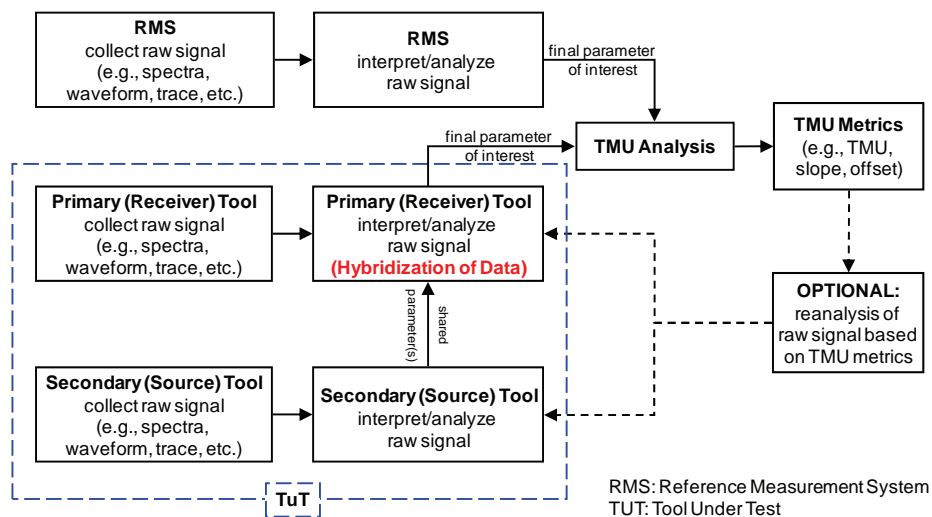 RMS
collect raw signal
(e.g., spectra,
waveform, trace, etc.)
RMS
interpret/analyze
raw signal
final parameter
of interest
TMU Analysis
TMU Metrics
(e.g., TMU,
slope, offset)
final parameter
of interest
Primary (Receiver) Tool
collect raw signal
(e.g., spectra,
waveform, trace, etc.)
Primary (Receiver) Tool
interpret/analyze
raw signal
(Hybridization of Data)
shared
parameter(s)
OPTIONAL:
reanalysis of
raw signal based
on TMU metrics
Secondary (Source) Tool
collect raw signal
(e.g., spectra,
waveform, trace, etc.)
Secondary (Source) Tool
interpret/analyze
raw signal
TuT
RMS: Reference Measurement System
TUT: Tool Under Test